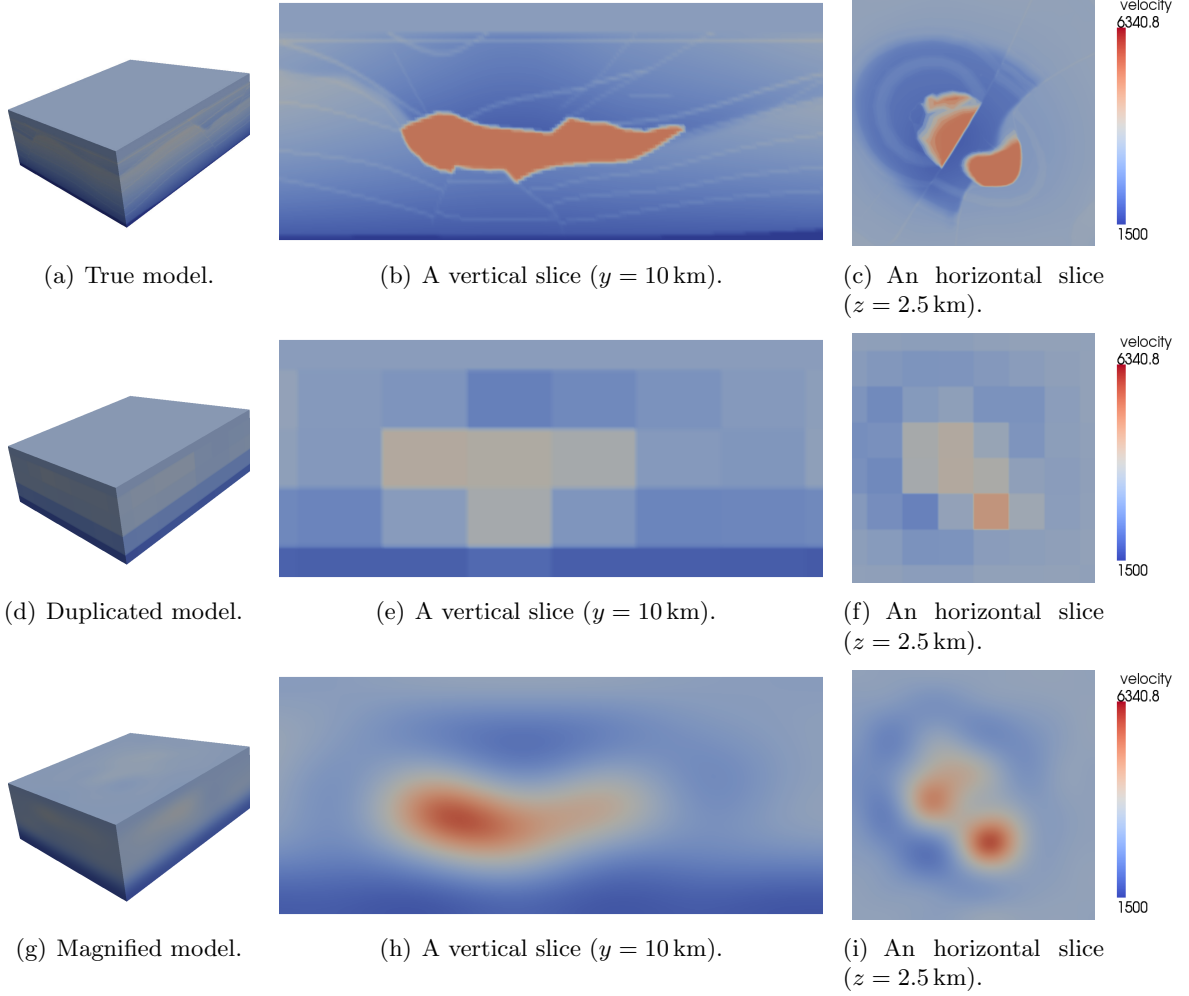 velocity
6340.8
1500
(a) True model.
(b) A vertical slice (y = 10 km).
(c) An horizontal slice
(z = 2.5 km).
velocity
6340.8
1500
(d) Duplicated model.
(e) A vertical slice (y = 10 km).
(f) An horizontal slice
(z = 2.5 km).
velocity
6340.8
1500
(g) Magnified model.
(h) A vertical slice (y = 10 km).
(i) An horizontal slice
(z = 2.5 km).